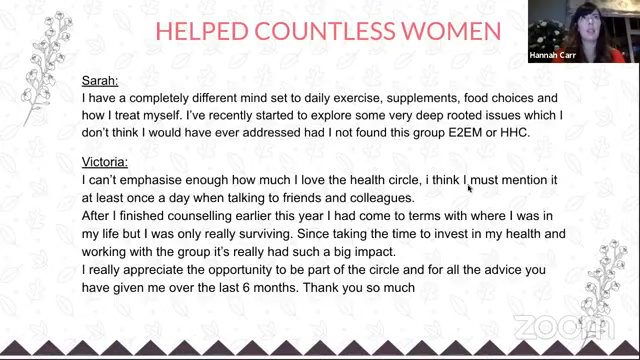 HELPED COUNTLESS WOMEN
Hannah Carr
Sarah:
I have a completely different mind set to daily exercise, supplements, food choices and
how I treat myself. I've recently started to explore some very deep rooted issues which I
don't think I would have ever addressed had I not found this group E2EM or HHC.
Victoria:
I can't emphasise enough how much I love the health circle, i think I must mention it
at least once a day when talking to friends and colleagues.
After I finished counselling earlier this year I had come to terms with where I was in
my life but I was only really surviving. Since taking the time to invest in my health and
working with the group it's really had such a big impact.
I really appreciate the opportunity to be part of the circle and for all the advice you
have given me over the last 6 months. Thank you so much
zoom